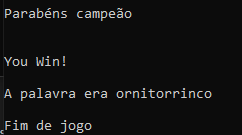 Parabéns campeão
You Win!
A palavra era ornitorrinco
Fim de jogo